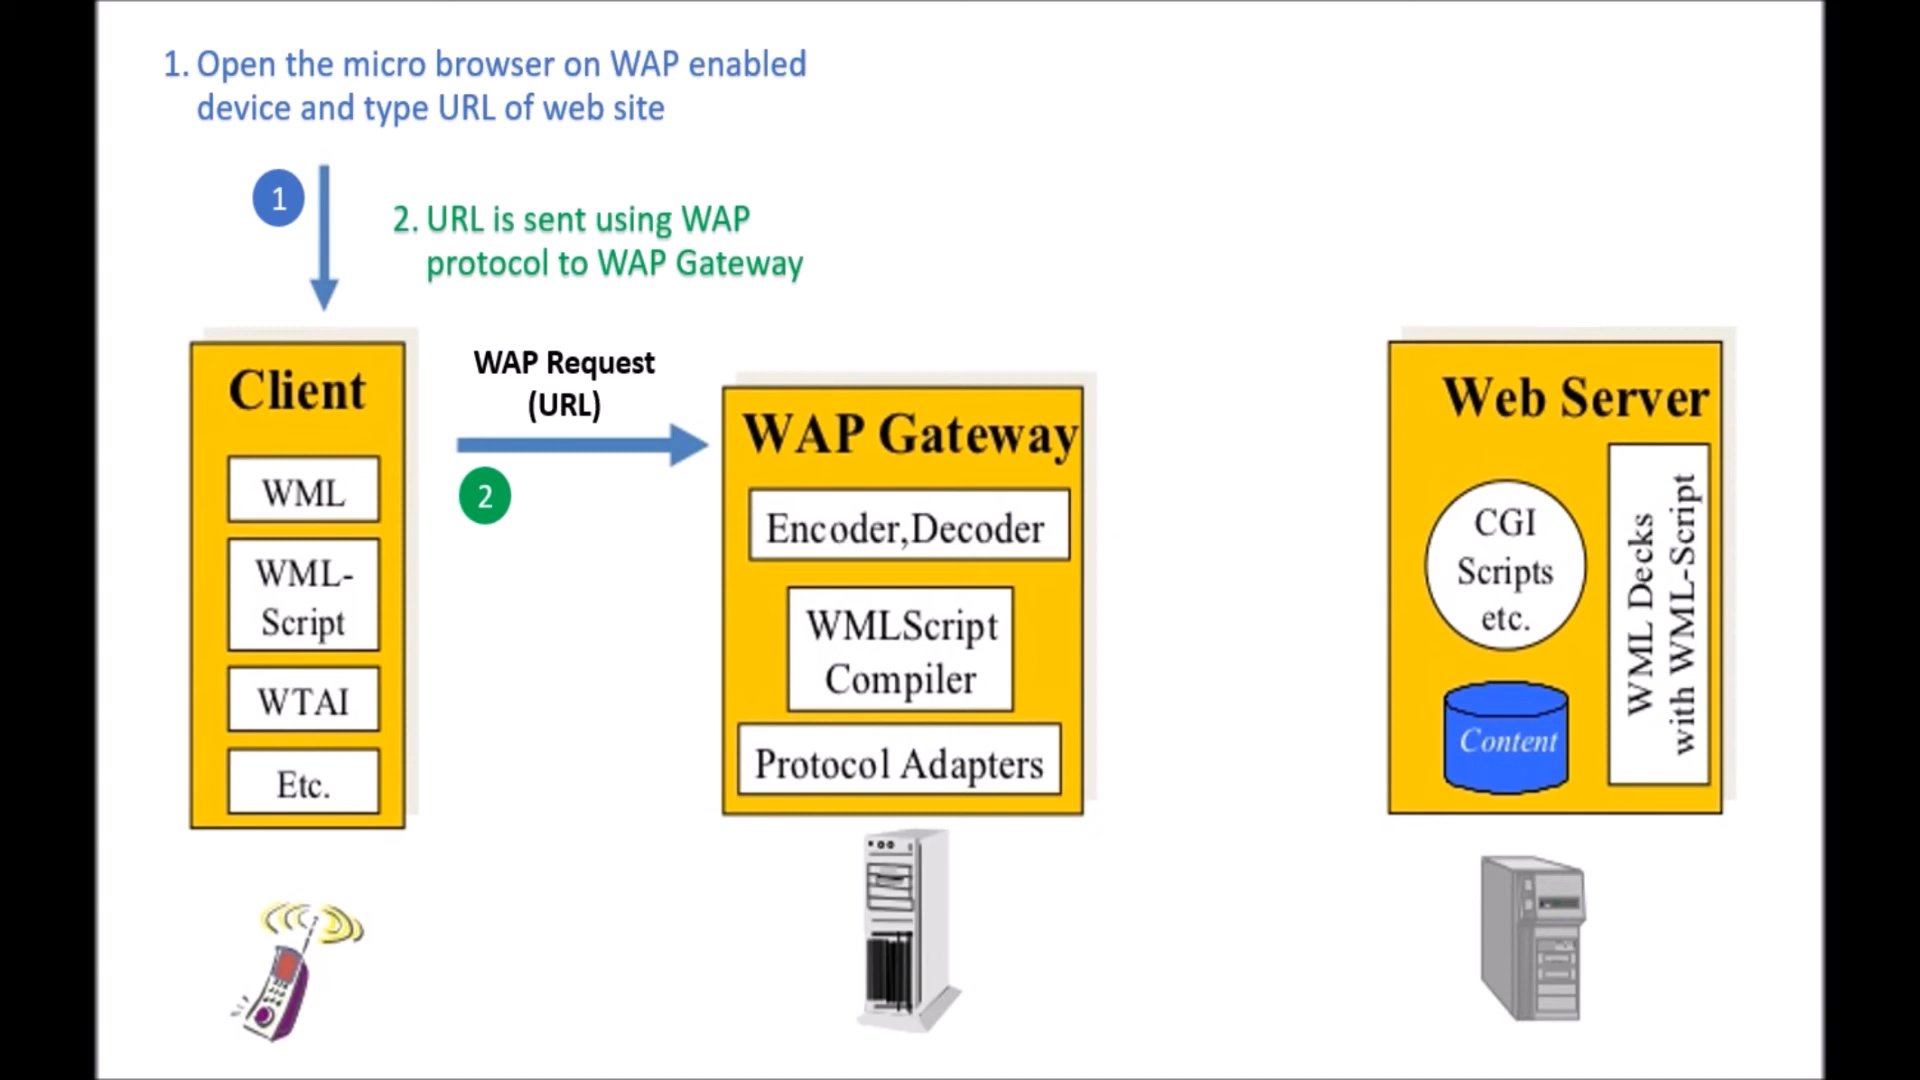 1. Open the micro browser on WAP enabled
device and type URL of web site
1
2. URL is sent using WAP
protocol to WAP Gateway
Client
WML
WML-
Script
WTAI
Etc.
WAP Request
(URL)
2
WAP Gateway
Encoder,Decoder
WMLScript
Compiler
Protocol Adapters
Web Server
CGI
Scripts
etc.
Content
WML Decks
with WML-Script